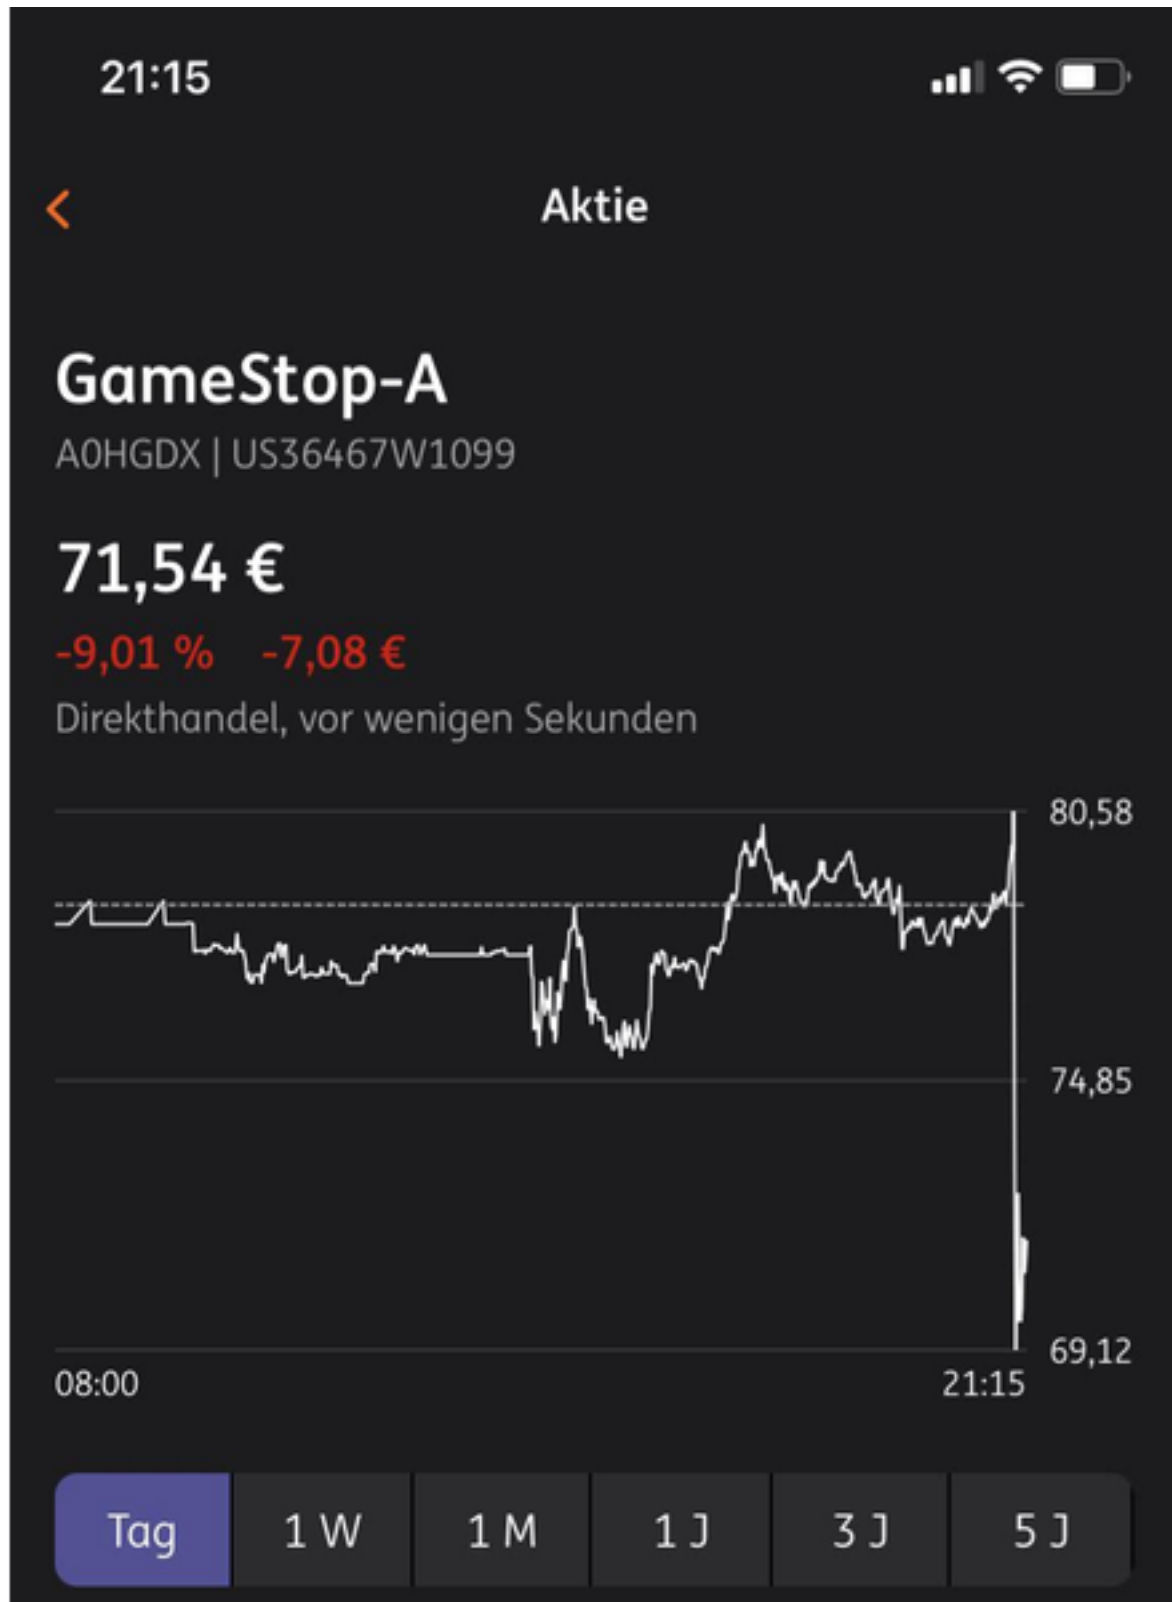 21:15
Aktie
GameStop-A
A0HGDX | US36467W1099
71,54 €
-9,01 % -7,08 €
Direkthandel, vor wenigen Sekunden
80,58
74,85
69,12
08:00 21:15
Tag 1 W 1 M 1 J 3 J 5 J